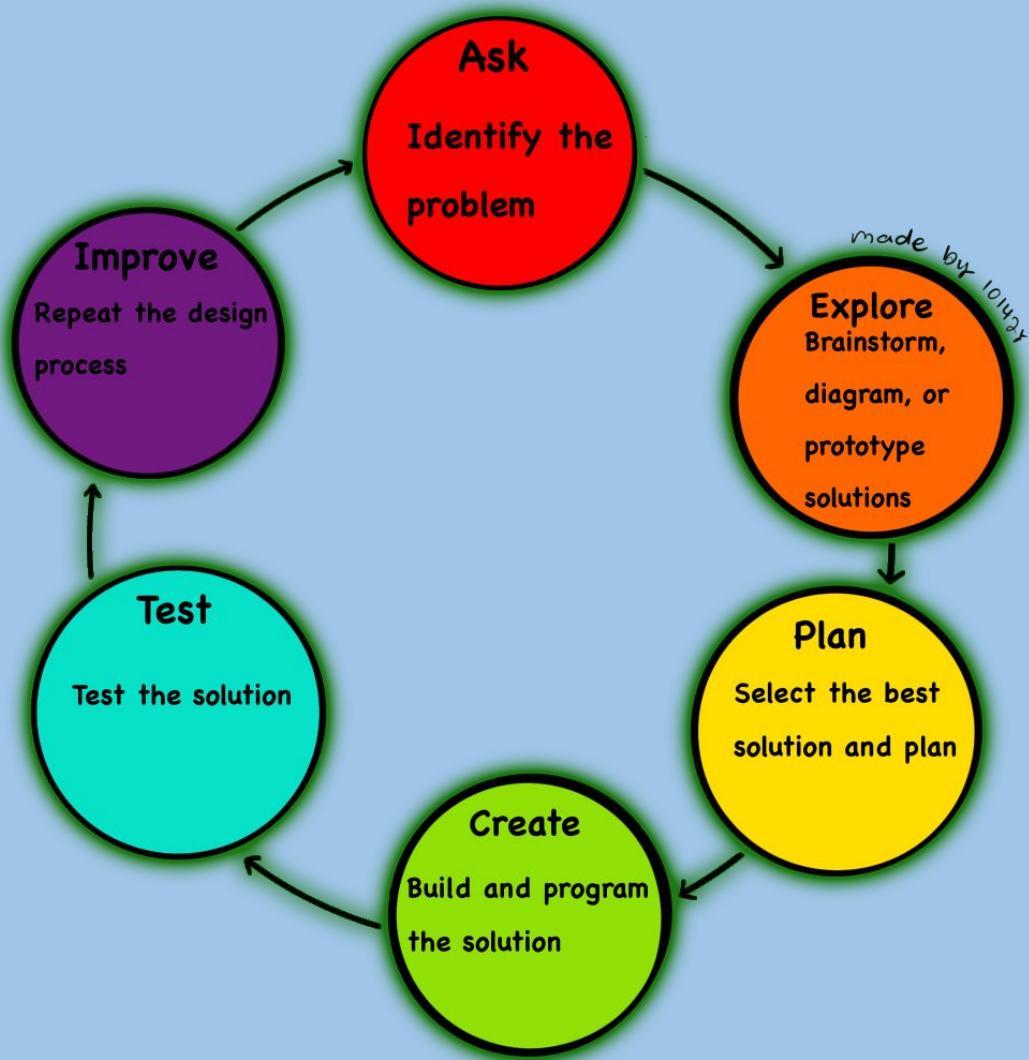 Ask
Identify the
problem
made by 10142X
Explore
Brainstorm,
diagram, or
prototype
solutions
Plan
Select the best
solution and plan
Create
Build and program
the solution
Test
Test the solution
Improve
Repeat the design
process